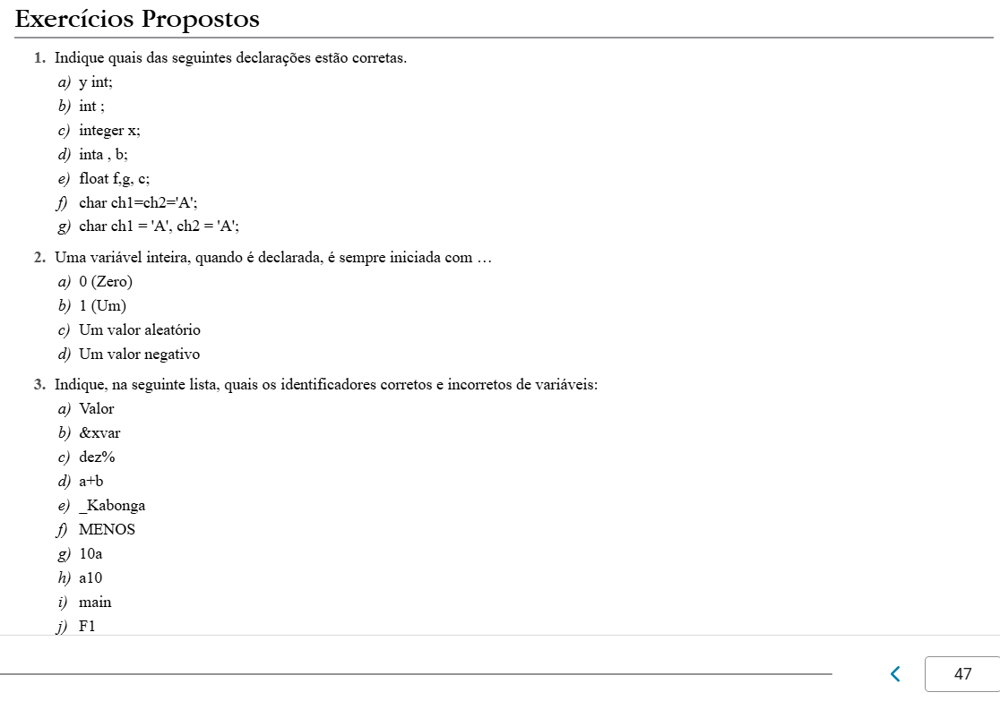 Exercícios Propostos
1. Indique quais das seguintes declarações estão corretas.
a) y int;
b) int ;
c) integer x;
d) inta , b;
e) float f,g, c;
f) char ch1=ch2='A';
g) char ch1 = 'A', ch2 = 'A';
2. Uma variável inteira, quando é declarada, é sempre iniciada com …
a) 0 (Zero)
b) 1 (Um)
c) Um valor aleatório
d) Um valor negativo
3. Indique, na seguinte lista, quais os identificadores corretos e incorretos de variáveis:
a) Valor
b) &xvar
c) dez%
d) a+b
e) _Kabonga
f) MENOS
g) 10a
h) a10
i) main
j) F1
47